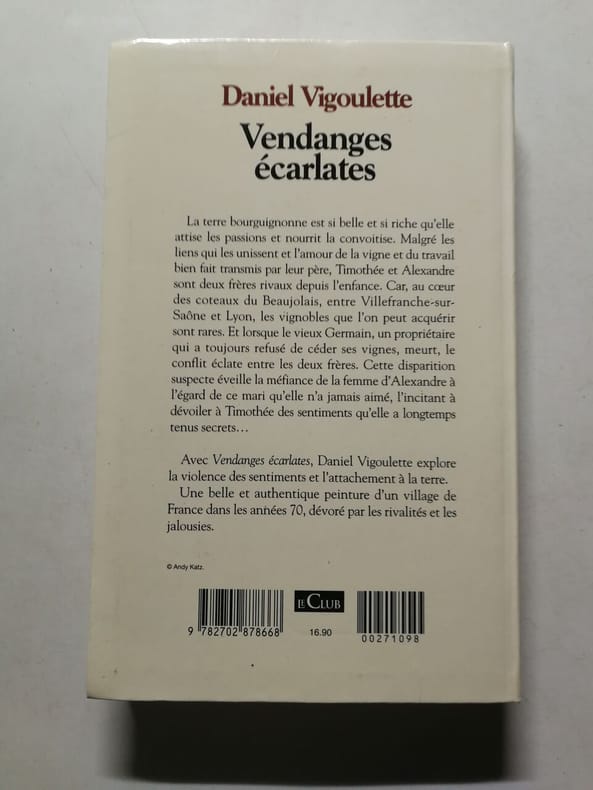 Daniel Vigoulette
Vendanges
écarlates
La terre bourguignonne est si belle et si riche qu'elle
attise les passions et nourrit la convoitise. Malgré les
liens qui les unissent et l'amour de la vigne et du travail
bien fait transmis par leur père, Timothée et Alexandre
sont deux frères rivaux depuis l'enfance. Car, au cœur
des coteaux du Beaujolais, entre Villefranche-sur-
Saône et Lyon, les vignobles que l'on peut acquérir
sont rares. Et lorsque le vieux Germain, un propriétaire
qui a toujours refusé de céder ses vignes, meurt, le
conflit éclate entre les deux frères. Cette disparition
suspecte éveille la méfiance de la femme d'Alexandre à
l'égard de ce mari qu'elle n'a jamais aimé, l'incitant à
dévoiler à Timothée des sentiments qu'elle a longtemps
tenus secrets…
Avec Vendanges écarlates, Daniel Vigoulette explore
la violence des sentiments et l'attachement à la terre.
Une belle et authentique peinture d'un village de
France dans les années 70, dévoré par les rivalités et les
jalousies.
© Andy Katz.
LE CLUB
9 782702 878668
16.90
00271098